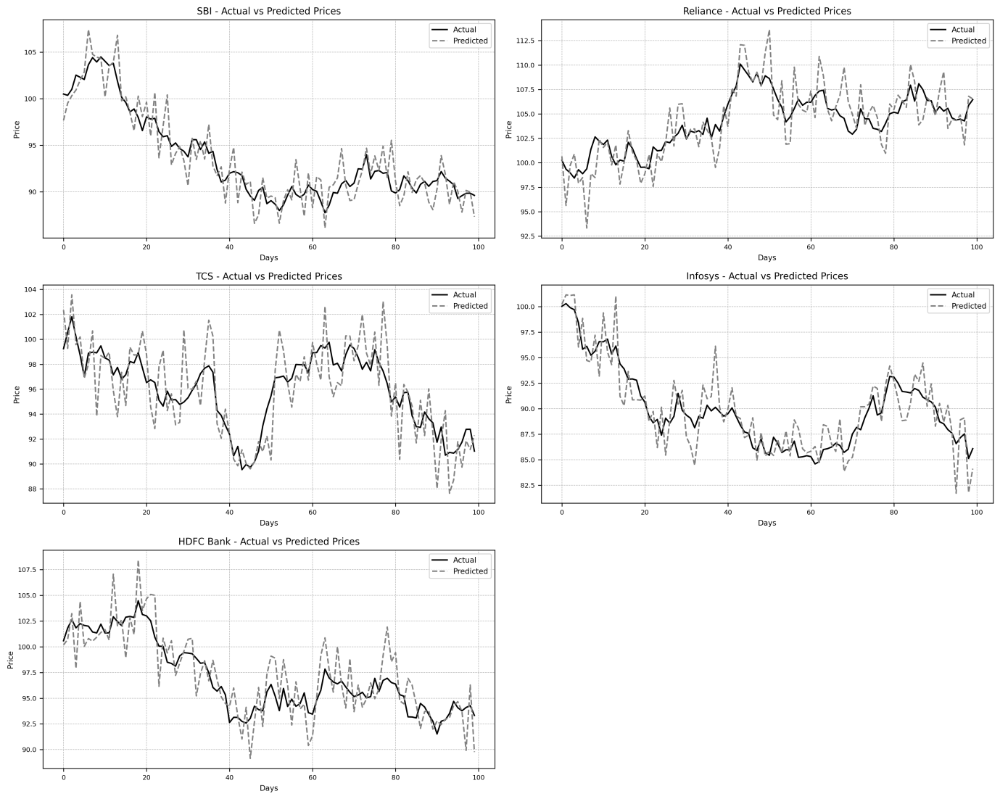 SBI - Actual vs Predicted Prices
Actual
Predicted
105
100
95
90
Price
0 20 40 60 80 100
Days
Reliance - Actual vs Predicted Prices
Actual
Predicted
112.5
110.0
107.5
105.0
102.5
100.0
97.5
95.0
92.5
Price
0 20 40 60 80 100
Days
TCS - Actual vs Predicted Prices
Actual
Predicted
104
102
100
98
96
94
92
90
88
Price
0 20 40 60 80 100
Days
Infosys - Actual vs Predicted Prices
Actual
Predicted
100.0
97.5
95.0
92.5
90.0
87.5
85.0
82.5
Price
0 20 40 60 80 100
Days
HDFC Bank - Actual vs Predicted Prices
Actual
Predicted
107.5
105.0
102.5
100.0
97.5
95.0
92.5
90.0
Price
0 20 40 60 80 100
Days